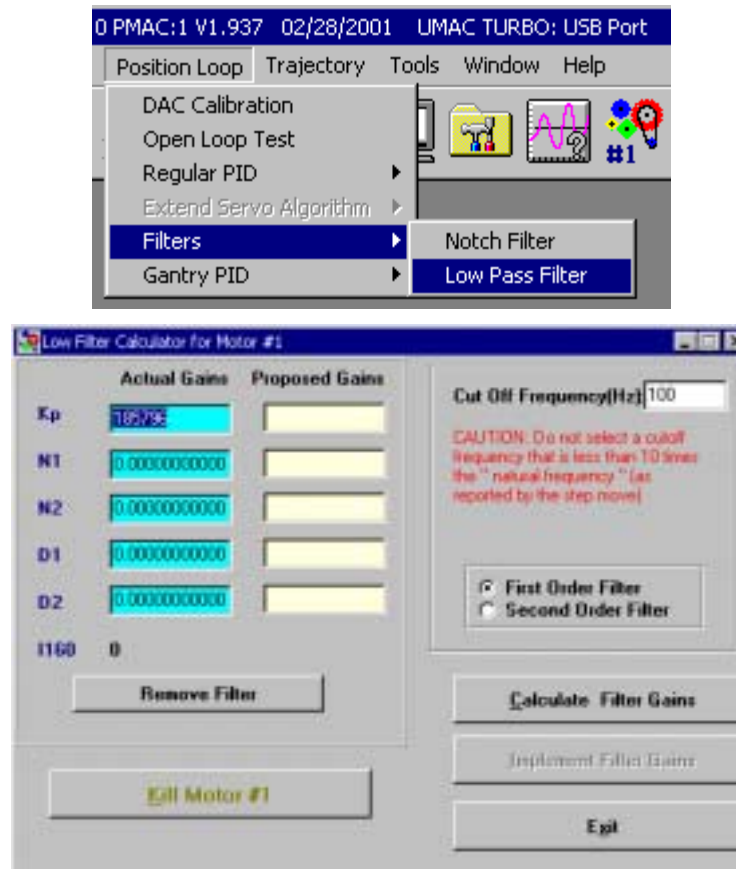 0 PMAC:1 V1.937 02/28/2001 UMAC TURBO: USB Port
Position Loop Trajectory Tools Window Help
DAC Calibration
Open Loop Test
#1
Regular PID
Extend Servo Algorithm
Filters
Notch Filter
Gantry PID
Low Pass Filter
Low Filter Calculator for Motor #1
Actual Gains Proposed Gains
Cut Off Frequency(Hz) 100
Kp 185796
CAUTION: Do not select a cutoff
frequency that is less than 10 times
the " natural frequency " (as
reported by the step move)
N1 0.00000000000
N2 0.00000000000
D1 0.00000000000
D2 0.00000000000
First Order Filter
Second Order Filter
I160 0
Remove Filter
Calculate Filter Gains
Implement Filter Gains
Kill Motor #1
Exit